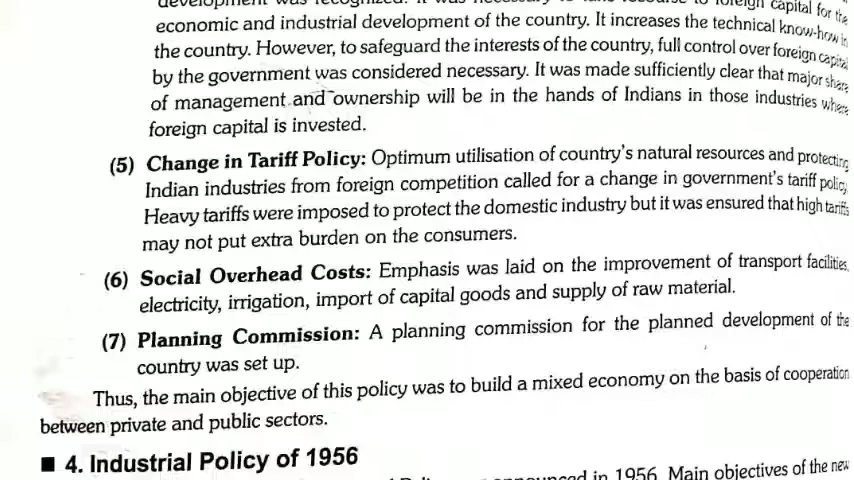 economic and industrial development of the country. It increases the technical know-how in
the country. However, to safeguard the interests of the country, full control over foreign capital
by the government was considered necessary. It was made sufficiently clear that major share
of management and ownership will be in the hands of Indians in those industries where
foreign capital is invested.
(5) Change in Tariff Policy: Optimum utilisation of country's natural resources and protecting
Indian industries from foreign competition called for a change in government's tariff policy.
Heavy tariffs were imposed to protect the domestic industry but it was ensured that high tariffs
may not put extra burden on the consumers.
(6) Social Overhead Costs: Emphasis was laid on the improvement of transport facilities,
electricity, irrigation, import of capital goods and supply of raw material.
(7) Planning Commission: A planning commission for the planned development of the
country was set up.
Thus, the main objective of this policy was to build a mixed economy on the basis of cooperation
between private and public sectors.
■ 4. Industrial Policy of 1956
in 1956. Main objectives of the new